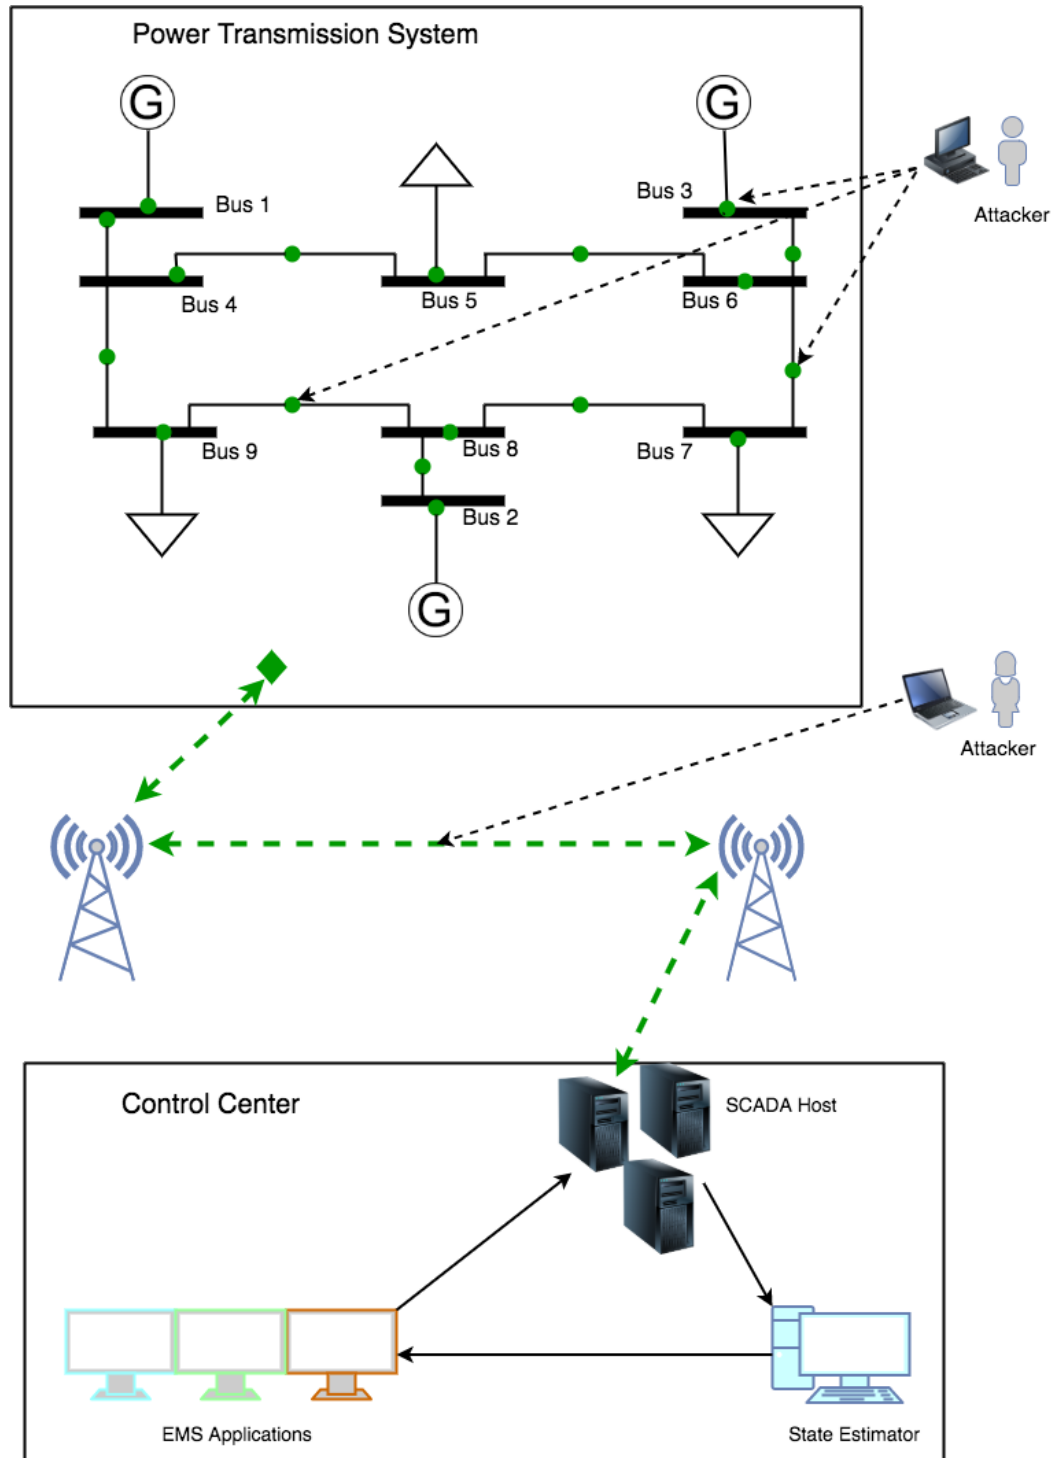 Power Transmission System
G
G
Bus 1
Bus 3
Attacker
Bus 4
Bus 5
Bus 6
Bus 9
Bus 8
Bus 7
Bus 2
G
Attacker
Control Center
SCADA Host
EMS Applications
State Estimator